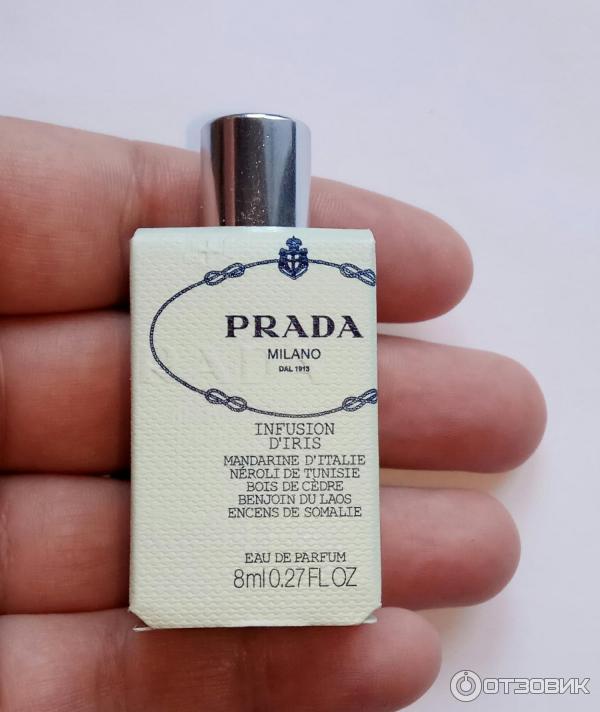 PRADA
MILANO
DAL 1913
INFUSION
D'IRIS
MANDARINE D'ITALIE
NÉROLI DE TUNISIE
BOIS DE CÈDRE
BENJOIN DU LAOS
ENCENS DE SOMALIE
EAU DE PARFUM
8ml 0.27 FL OZ
ОТЗОВИК